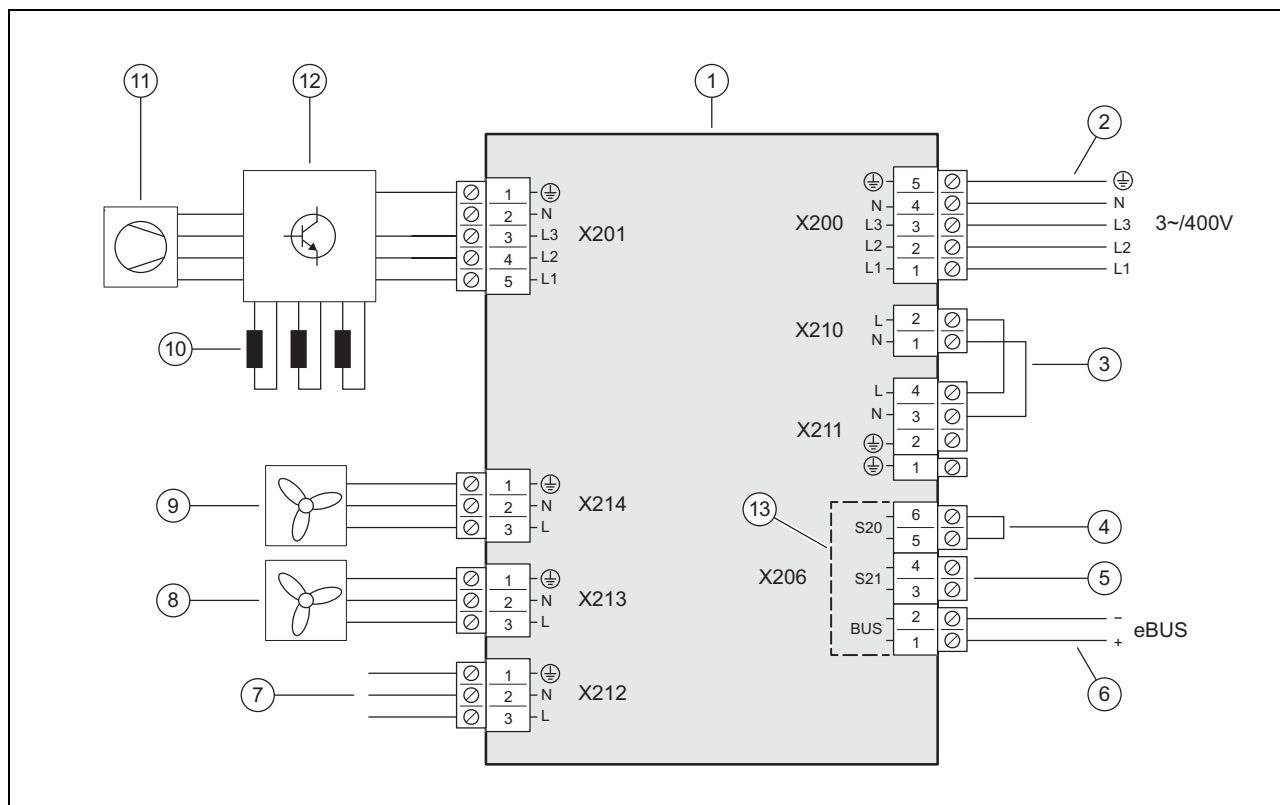 11
12
1
2
5
N 4 N
X201
1
2 N
3 L3
4 L2
5 L1
X200
L3 3 L3
3~/400V
L2 2 L2
L1 1 L1
10
X210
L 2
N 1
3
X211
L 4
N 3
2
1
9
1
2 N
3 L
X214
13
X206
S20
6
5
4
8
1
2 N
3 L
X213
S21
4
3
5
BUS
2 −
1 +
eBUS
7
1
2 N
3 L
X212
6